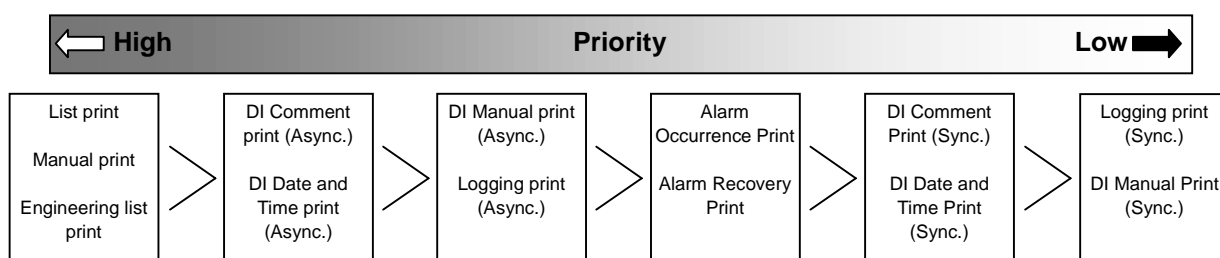 High Priority Low
List print
Manual print
Engineering list
print
DI Comment
print (Async.)
DI Date and
Time print
(Async.)
DI Manual print
(Async.)
Logging print
(Async.)
Alarm
Occurrence Print
Alarm Recovery
Print
DI Comment
Print (Sync.)
DI Date and
Time Print
(Sync.)
Logging print
(Sync.)
DI Manual Print
(Sync.)